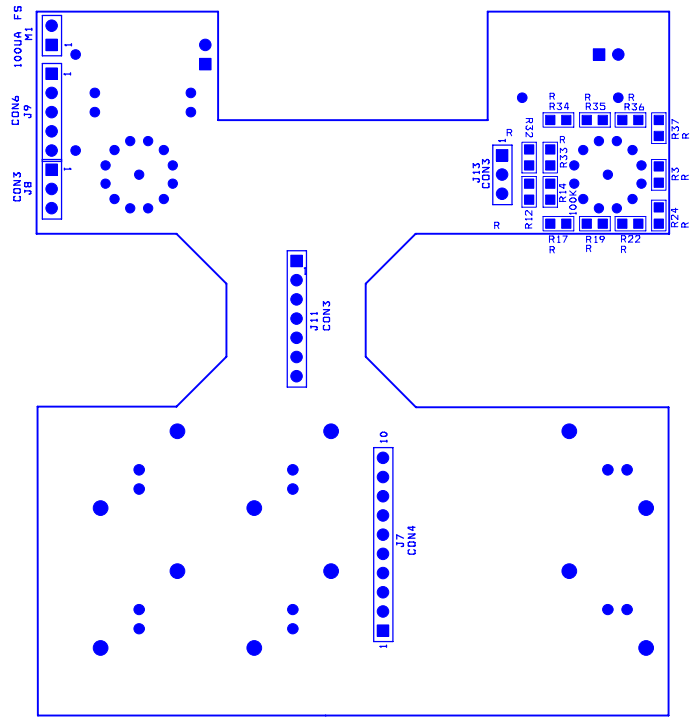 100UA FS
M1
1
CON6
J9
1
CON3
J8
1
R
R34
R
R35
R
R36
R37
R
R32
R
R
R33
1
J13
CON3
R3
R
R14
100K
R12
R
R24
R
R17
R
R19
R
R22
R
1
J11
CON3
10
J7
CON4
1